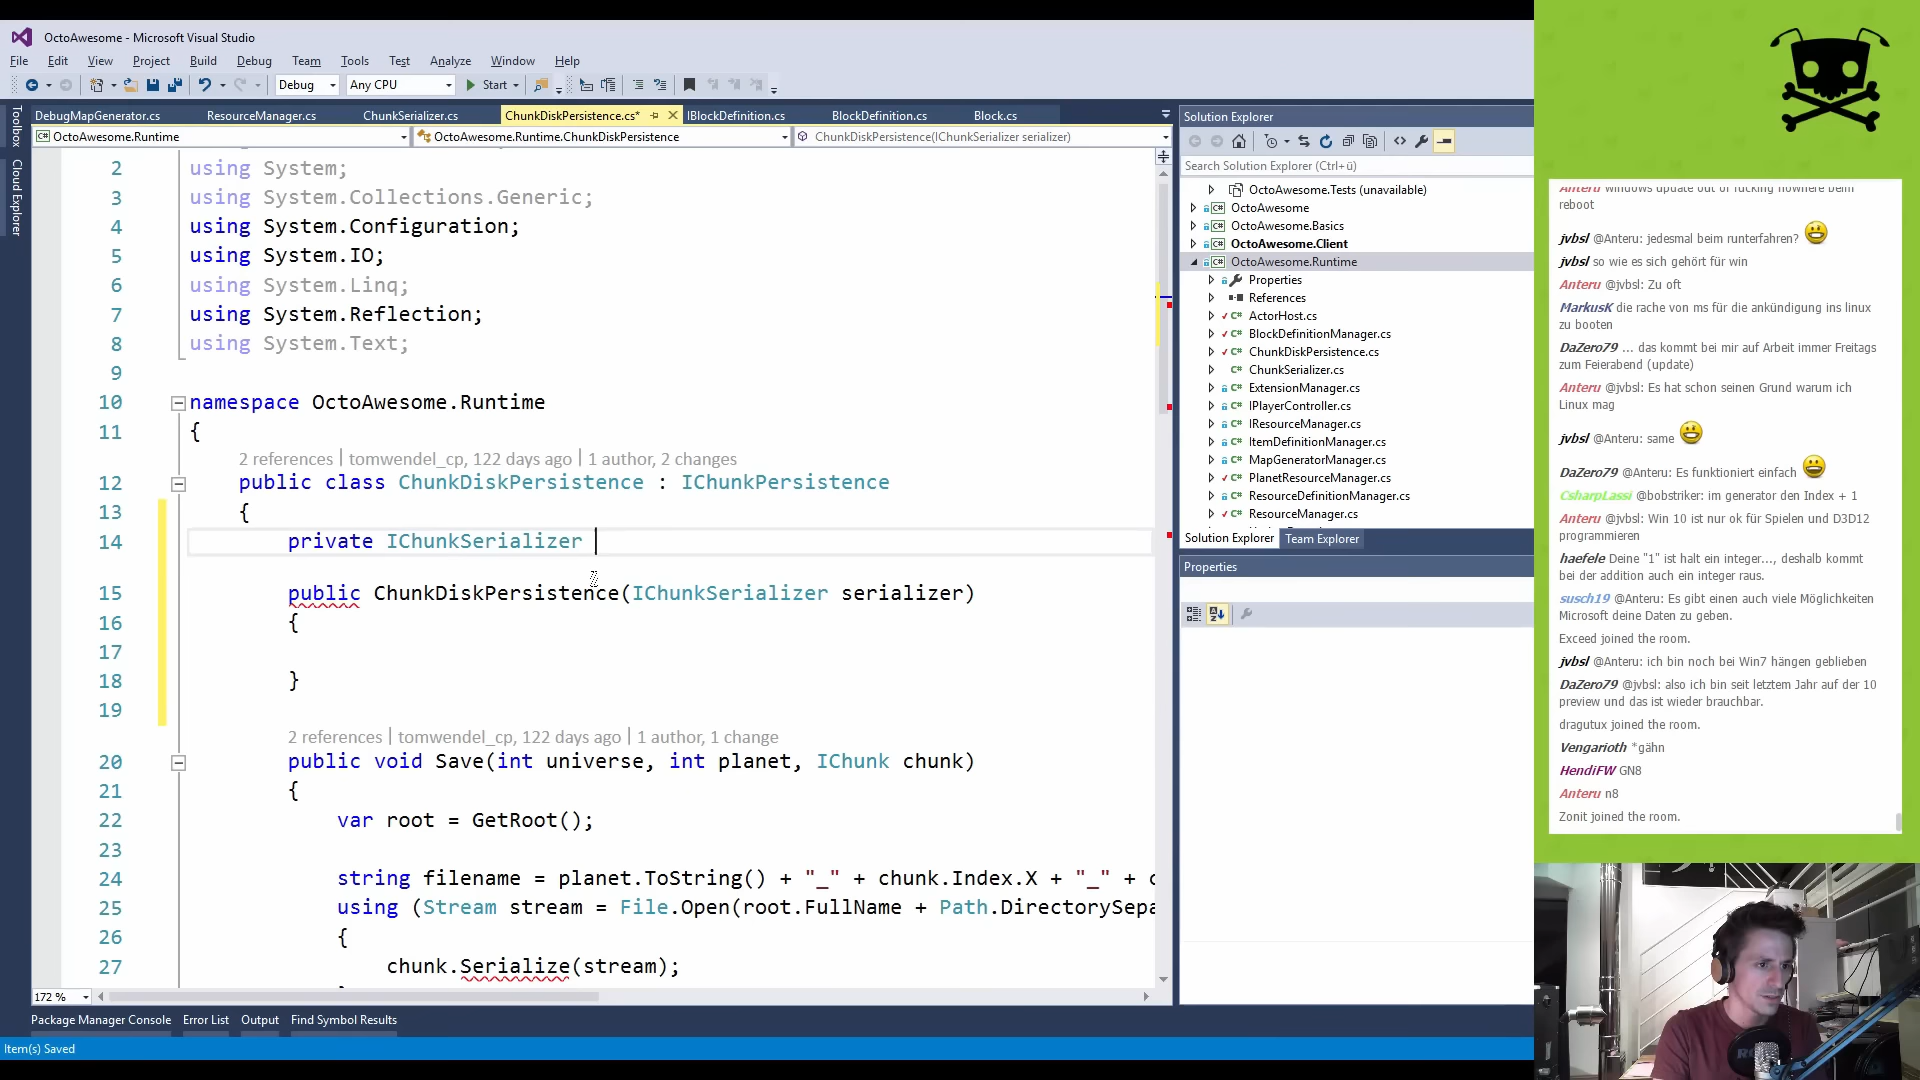 OctoAwesome - Microsoft Visual Studio
File Edit View Project Build Debug Team Tools Test Analyze Window Help
Debug Any CPU Start
Toolbox
Cloud Explorer
DebugMapGenerator.cs ResourceManager.cs ChunkSerializer.cs ChunkDiskPersistence.cs* IBlockDefinition.cs BlockDefinition.cs Block.cs
OctoAwesome.Runtime OctoAwesome.Runtime.ChunkDiskPersistence ChunkDiskPersistence(IChunkSerializer serializer)
2 using System;
3 using System.Collections.Generic;
4 using System.Configuration;
5 using System.IO;
6 using System.Linq;
7 using System.Reflection;
8 using System.Text;
9
10 namespace OctoAwesome.Runtime
11 {
2 references | tomwendel_cp, 122 days ago | 1 author, 2 changes
12 public class ChunkDiskPersistence : IChunkPersistence
13 {
14 private IChunkSerializer
15 public ChunkDiskPersistence(IChunkSerializer serializer)
16 {
17
18 }
19
2 references | tomwendel_cp, 122 days ago | 1 author, 1 change
20 public void Save(int universe, int planet, IChunk chunk)
21 {
22 var root = GetRoot();
23
24 string filename = planet.ToString() + "_" + chunk.Index.X + "_" + c
25 using (Stream stream = File.Open(root.FullName + Path.DirectorySepa
26 {
27 chunk.Serialize(stream);
172 %
Package Manager Console Error List Output Find Symbol Results
Item(s) Saved
Solution Explorer
Search Solution Explorer (Ctrl+ü)
OctoAwesome.Tests (unavailable)
C# OctoAwesome
C# OctoAwesome.Basics
C# OctoAwesome.Client
C# OctoAwesome.Runtime
Properties
References
C# ActorHost.cs
C# BlockDefinitionManager.cs
C# ChunkDiskPersistence.cs
C# ChunkSerializer.cs
C# ExtensionManager.cs
C# IPlayerController.cs
C# IResourceManager.cs
C# ItemDefinitionManager.cs
C# MapGeneratorManager.cs
C# PlanetResourceManager.cs
C# ResourceDefinitionManager.cs
C# ResourceManager.cs
Solution Explorer Team Explorer
Properties
Anteru windows update out of fucking nowhere beim
reboot
jvbsl @Anteru: jedesmal beim runterfahren?
jvbsl so wie es sich gehört für win
Anteru @jvbsl: Zu oft
MarkusK die rache von ms für die ankündigung ins linux
zu booten
DaZero79 ... das kommt bei mir auf Arbeit immer Freitags
zum Feierabend (update)
Anteru @jvbsl: Es hat schon seinen Grund warum ich
Linux mag
jvbsl @Anteru: same
DaZero79 @Anteru: Es funktioniert einfach
CsharpLassi @bobstriker: im generator den Index + 1
Anteru @jvbsl: Win 10 ist nur ok für Spielen und D3D12
programmieren
haefele Deine "1" ist halt ein integer..., deshalb kommt
bei der addition auch ein integer raus.
susch19 @Anteru: Es gibt einen auch viele Möglichkeiten
Microsoft deine Daten zu geben.
Exceed joined the room.
jvbsl @Anteru: ich bin noch bei Win7 hängen geblieben
DaZero79 @jvbsl: also ich bin seit letztem Jahr auf der 10
preview und das ist wieder brauchbar.
dragutux joined the room.
Vengarioth *gähn
HendiFW GN8
Anteru n8
Zonit joined the room.